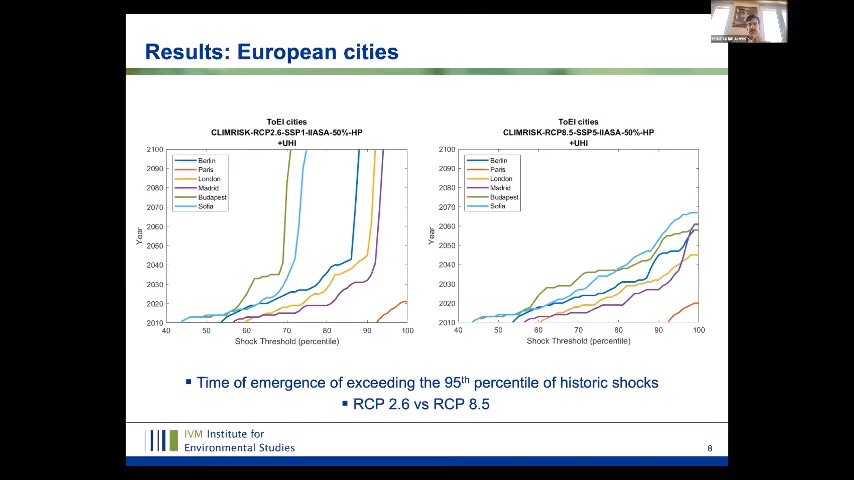 Results: European cities
ToEI cities
CLIMRISK-RCP2.6-SSP1-IIASA-50%-HP
+UHI
2100
2090
2080
2070
2060
2050
2040
2030
2020
2010
Year
Berlin
Paris
London
Madrid
Budapest
Sofia
40 50 60 70 80 90 100
Shock Threshold (percentile)
ToEI cities
CLIMRISK-RCP8.5-SSP5-IIASA-50%-HP
+UHI
2100
2090
2080
2070
2060
2050
2040
2030
2020
2010
Year
Berlin
Paris
London
Madrid
Budapest
Sofia
40 50 60 70 80 90 100
Shock Threshold (percentile)
▪ Time of emergence of exceeding the 95th percentile of historic shocks
▪ RCP 2.6 vs RCP 8.5
IVM Institute for
Environmental Studies
8